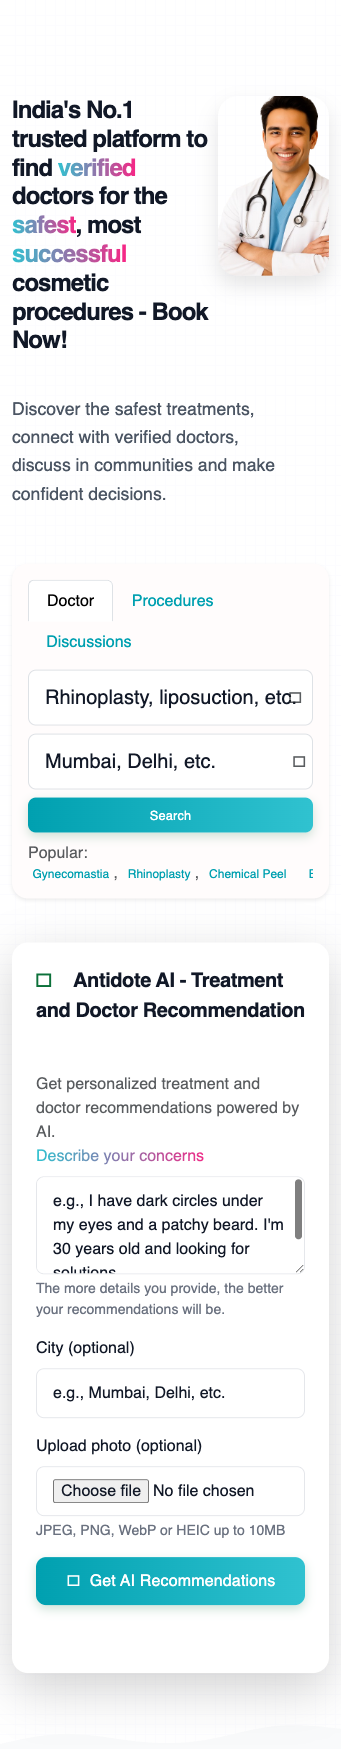 India's No.1
trusted platform to
find verified
doctors for the
safest, most
successful
cosmetic
procedures - Book
Now!
Discover the safest treatments,
connect with verified doctors,
discuss in communities and make
confident decisions.
Doctor
Procedures
Discussions
Rhinoplasty, liposuction, etc.
Mumbai, Delhi, etc.
Search
Popular:
Gynecomastia , Rhinoplasty , Chemical Peel
Antidote AI - Treatment
and Doctor Recommendation
Get personalized treatment and
doctor recommendations powered by
AI.
Describe your concerns
e.g., I have dark circles under
my eyes and a patchy beard. I'm
30 years old and looking for
solutions
The more details you provide, the better
your recommendations will be.
City (optional)
e.g., Mumbai, Delhi, etc.
Upload photo (optional)
Choose file No file chosen
JPEG, PNG, WebP or HEIC up to 10MB
Get AI Recommendations